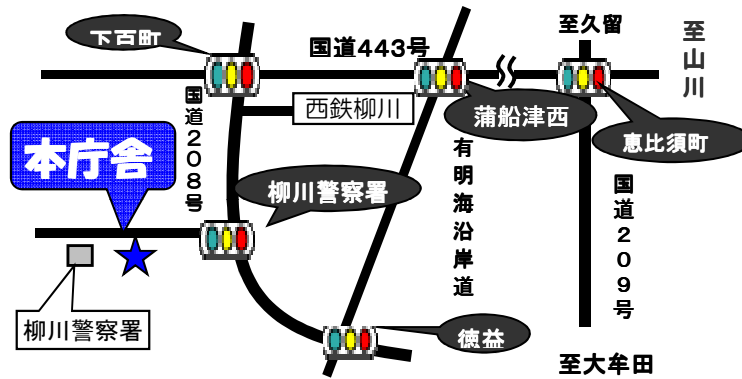 下百町
国道443号
至久留
至山川
西鉄柳川
蒲船津西
恵比須町
国道208号
本庁舎
柳川警察署
有明海沿岸道
国道209号
柳川警察署
徳益
至大牟田